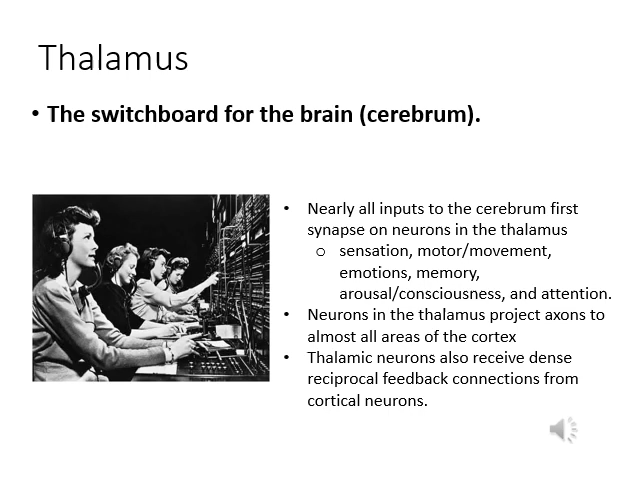 Thalamus
• The switchboard for the brain (cerebrum).
• Nearly all inputs to the cerebrum first
synapse on neurons in the thalamus
o sensation, motor/movement,
emotions, memory,
arousal/consciousness, and attention.
• Neurons in the thalamus project axons to
almost all areas of the cortex
• Thalamic neurons also receive dense
reciprocal feedback connections from
cortical neurons.